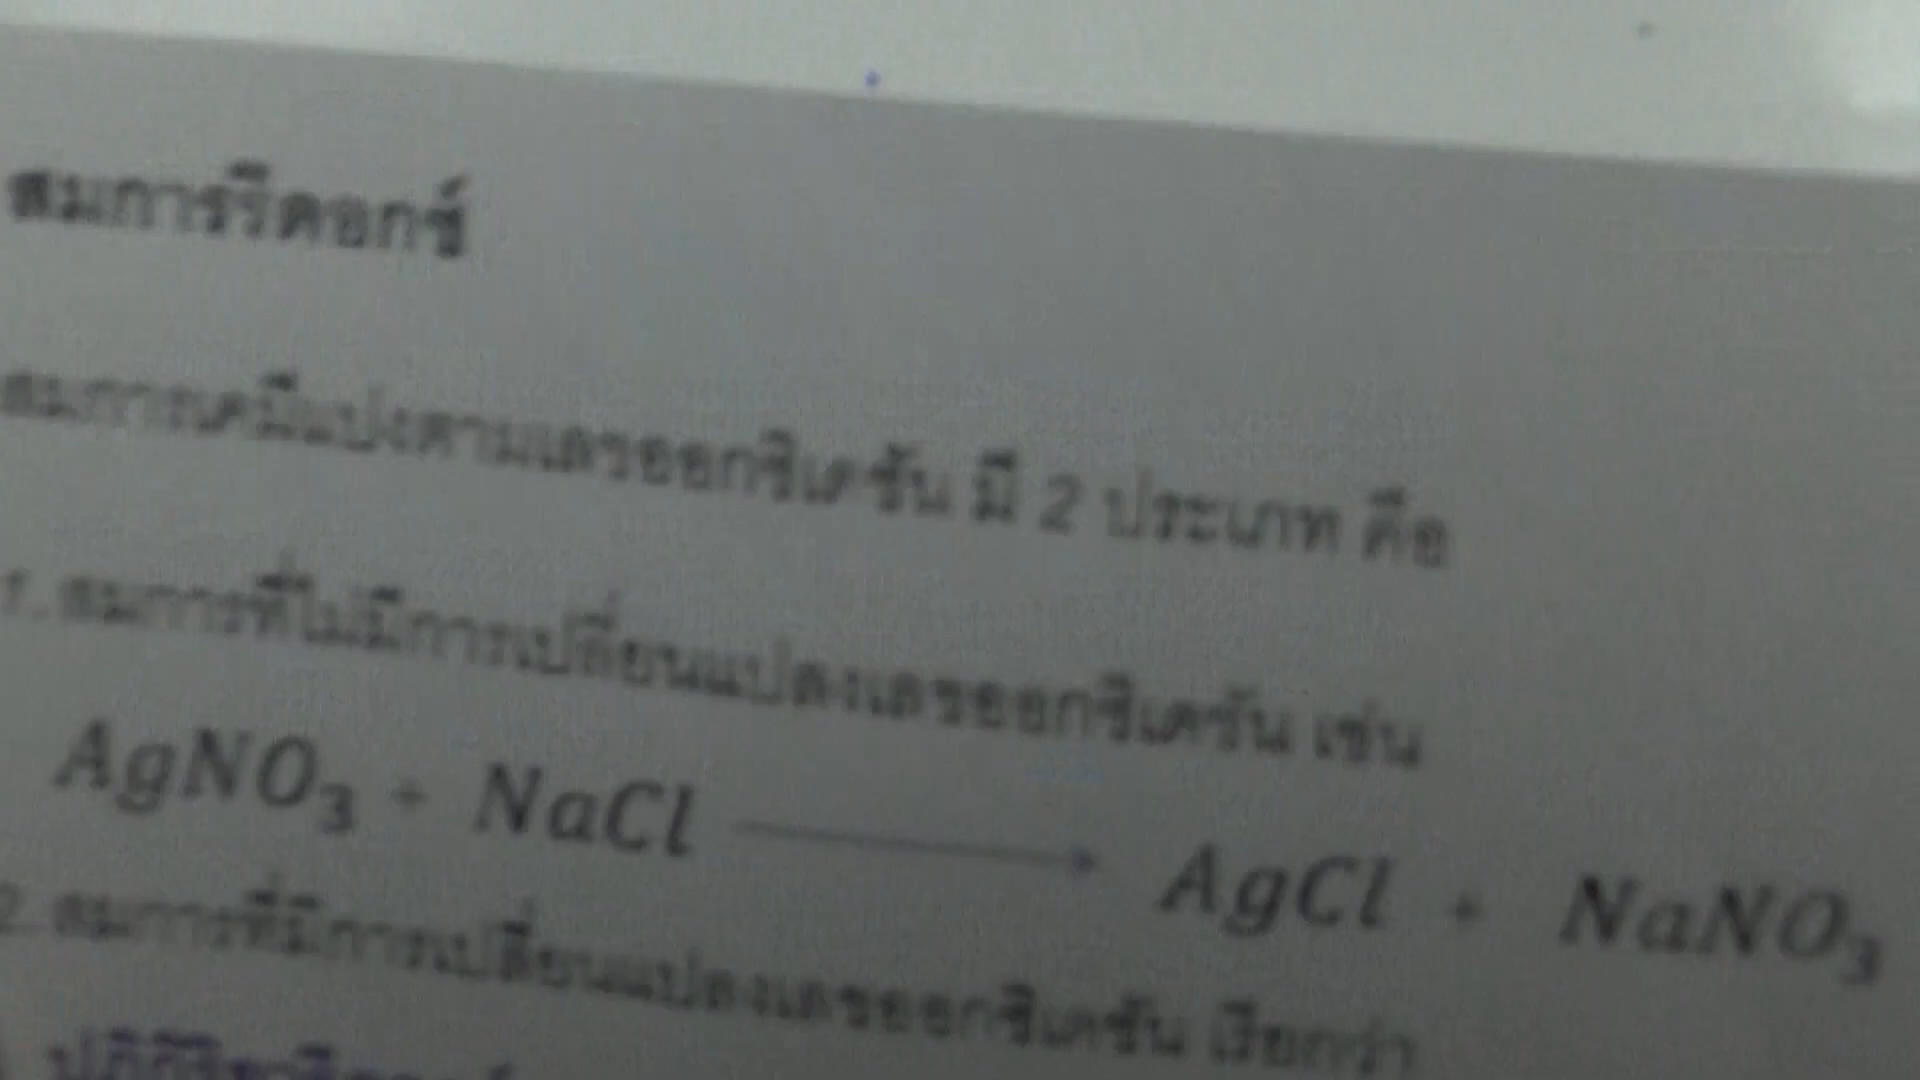 สมการรีดอกซ์
สมการเคมีแบ่งตามเลขออกซิเดชัน มี 2 ประเภท คือ
1. สมการที่ไม่มีการเปลี่ยนแปลงเลขออกซิเดชัน เช่น
AgNO₃ + NaCl → AgCl + NaNO₃
2. สมการที่มีการเปลี่ยนแปลงเลขออกซิเดชัน เรียกว่า